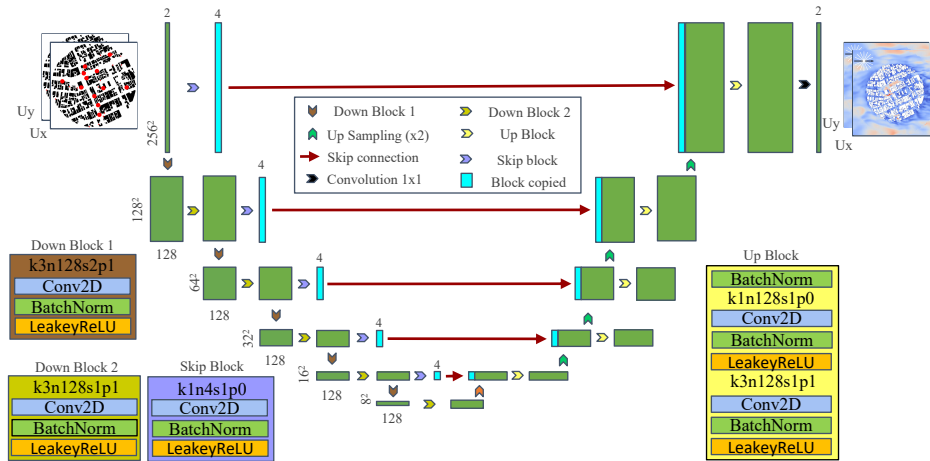 2
4
2
Uy
Ux
256²
Uy
Ux
Down Block 1
Down Block 2
Up Sampling (x2)
Up Block
Skip connection
Skip block
Convolution 1x1
Block copied
4
128²
128
Down Block 1
k3n128s2p1
Conv2D
BatchNorm
LeakeyReLU
4
64²
128
Up Block
BatchNorm
k1n128s1p0
Conv2D
BatchNorm
LeakeyReLU
k3n128s1p1
Conv2D
BatchNorm
LeakeyReLU
4
32²
128
4
16²
128
8²
128
Down Block 2
k3n128s1p1
Conv2D
BatchNorm
LeakeyReLU
Skip Block
k1n4s1p0
Conv2D
BatchNorm
LeakeyReLU